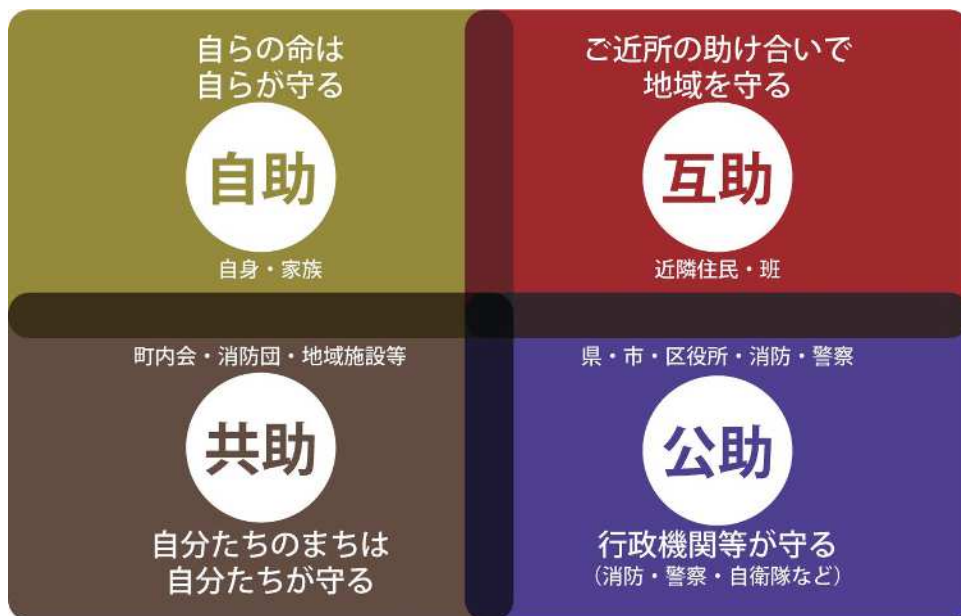 自らの命は
自らが守る
自助
自身・家族
ご近所の助け合いで
地域を守る
互助
近隣住民・班
町内会・消防団・地域施設等
共助
自分たちのまちは
自分たちが守る
県・市・区役所・消防・警察
公助
行政機関等が守る
（消防・警察・自衛隊など）